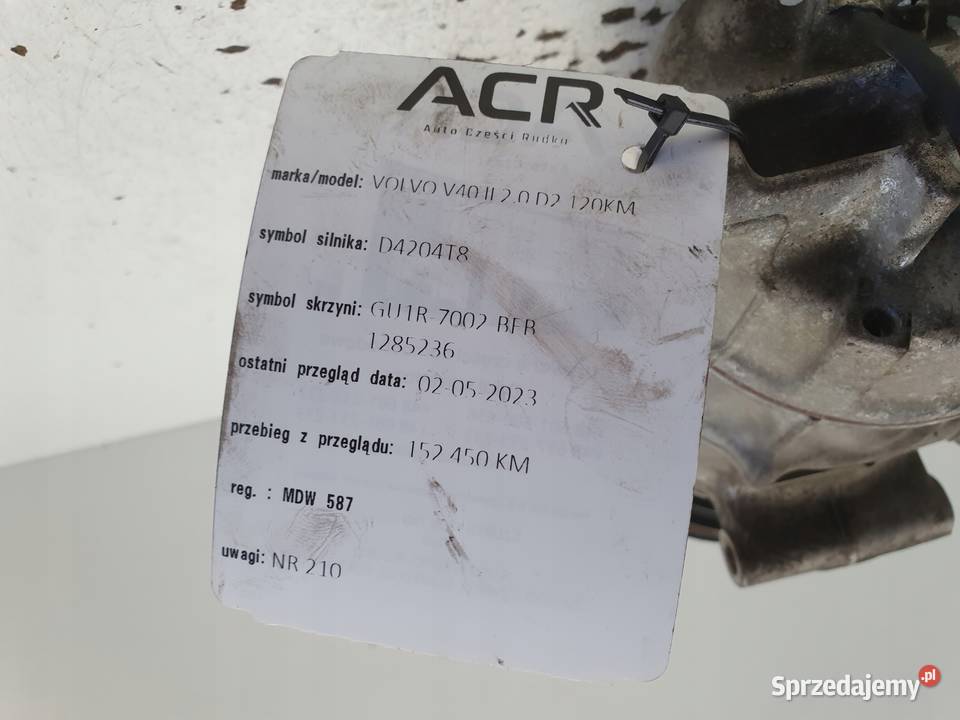 ACR
Auto Części Rudku
marka/model: VOLVO V40 II 2.0 D2 120KM
symbol silnika: D4204T8
symbol skrzyni: GU1R-7002 BFB
1285236
ostatni przegląd data: 02-05-2023
przebieg z przeglądu: 152 450 KM
reg. : MDW 587
uwagi: NR 210
Sprzedajemy.pl